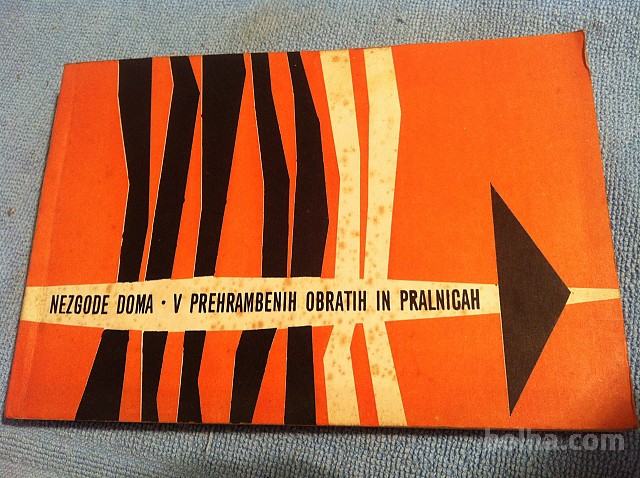 NEZGODE DOMA · V PREHRAMBENIH OBRATIH IN PRALNICAH
bolha.com